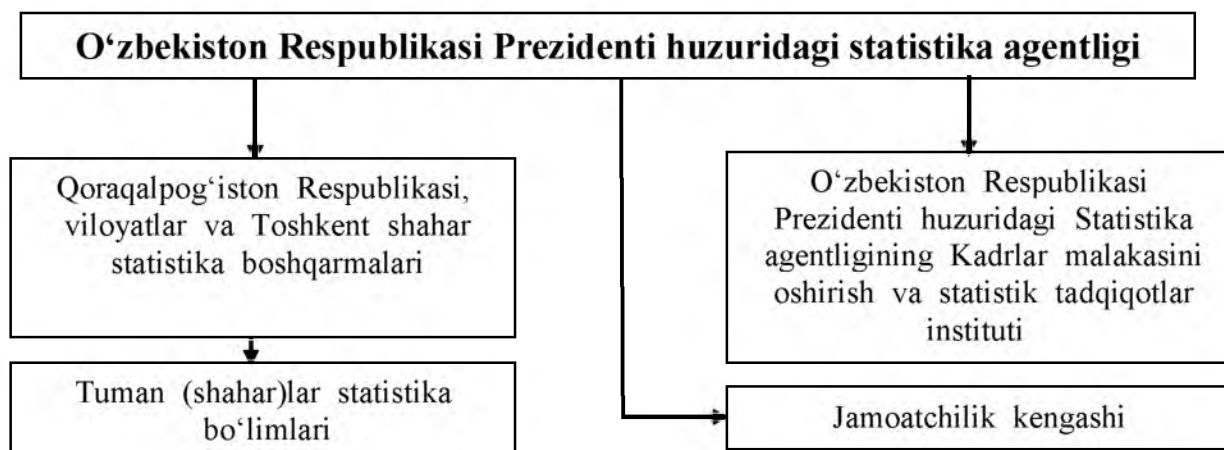 O‘zbekiston Respublikasi Prezidenti huzuridagi statistika agentligi
Qoraqalpog‘iston Respublikasi,
viloyatlar va Toshkent shahar
statistika boshqarmalari
Tuman (shahar)lar statistika
bo‘limlari
O‘zbekiston Respublikasi
Prezidenti huzuridagi Statistika
agentligining Kadrlar malakasini
oshirish va statistik tadqiqotlar
instituti
Jamoatchilik kengashi